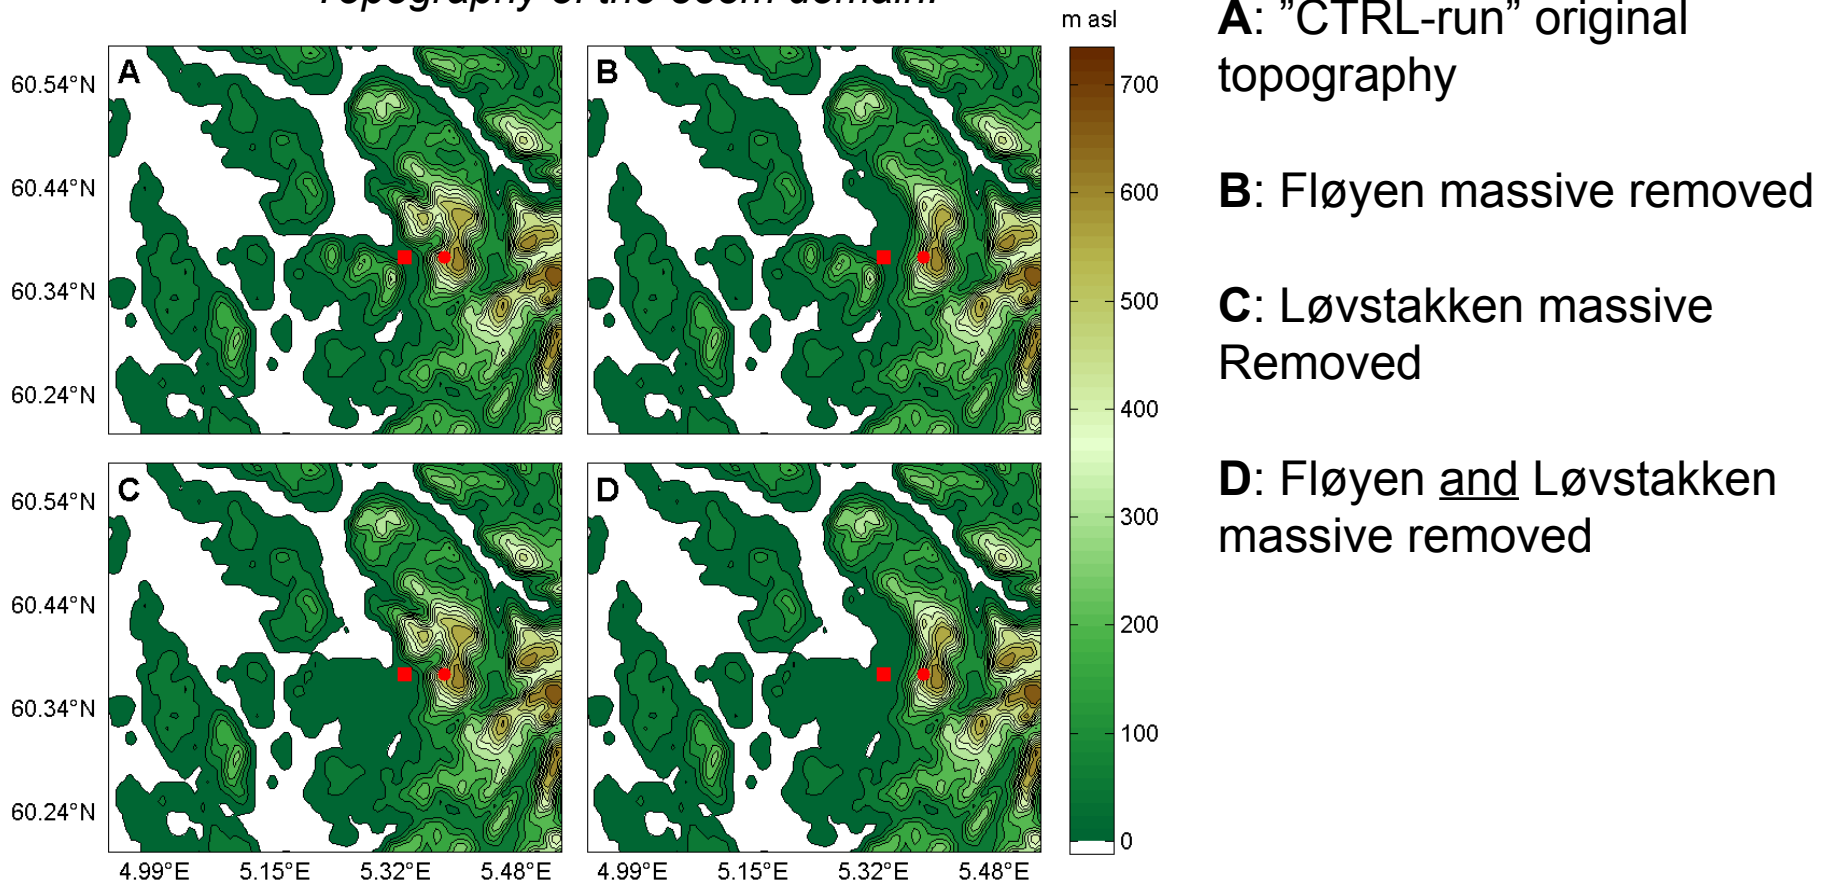 Topography of the 660m domain.
m asl
A: ”CTRL-run” original
topography
B: Fløyen massive removed
C: Løvstakken massive
Removed
D: Fløyen and Løvstakken
massive removed
A
B
60.54°N
60.44°N
60.34°N
60.24°N
700
600
500
400
300
200
100
0
C
D
60.54°N
60.44°N
60.34°N
60.24°N
4.99°E 5.15°E 5.32°E 5.48°E 4.99°E 5.15°E 5.32°E 5.48°E